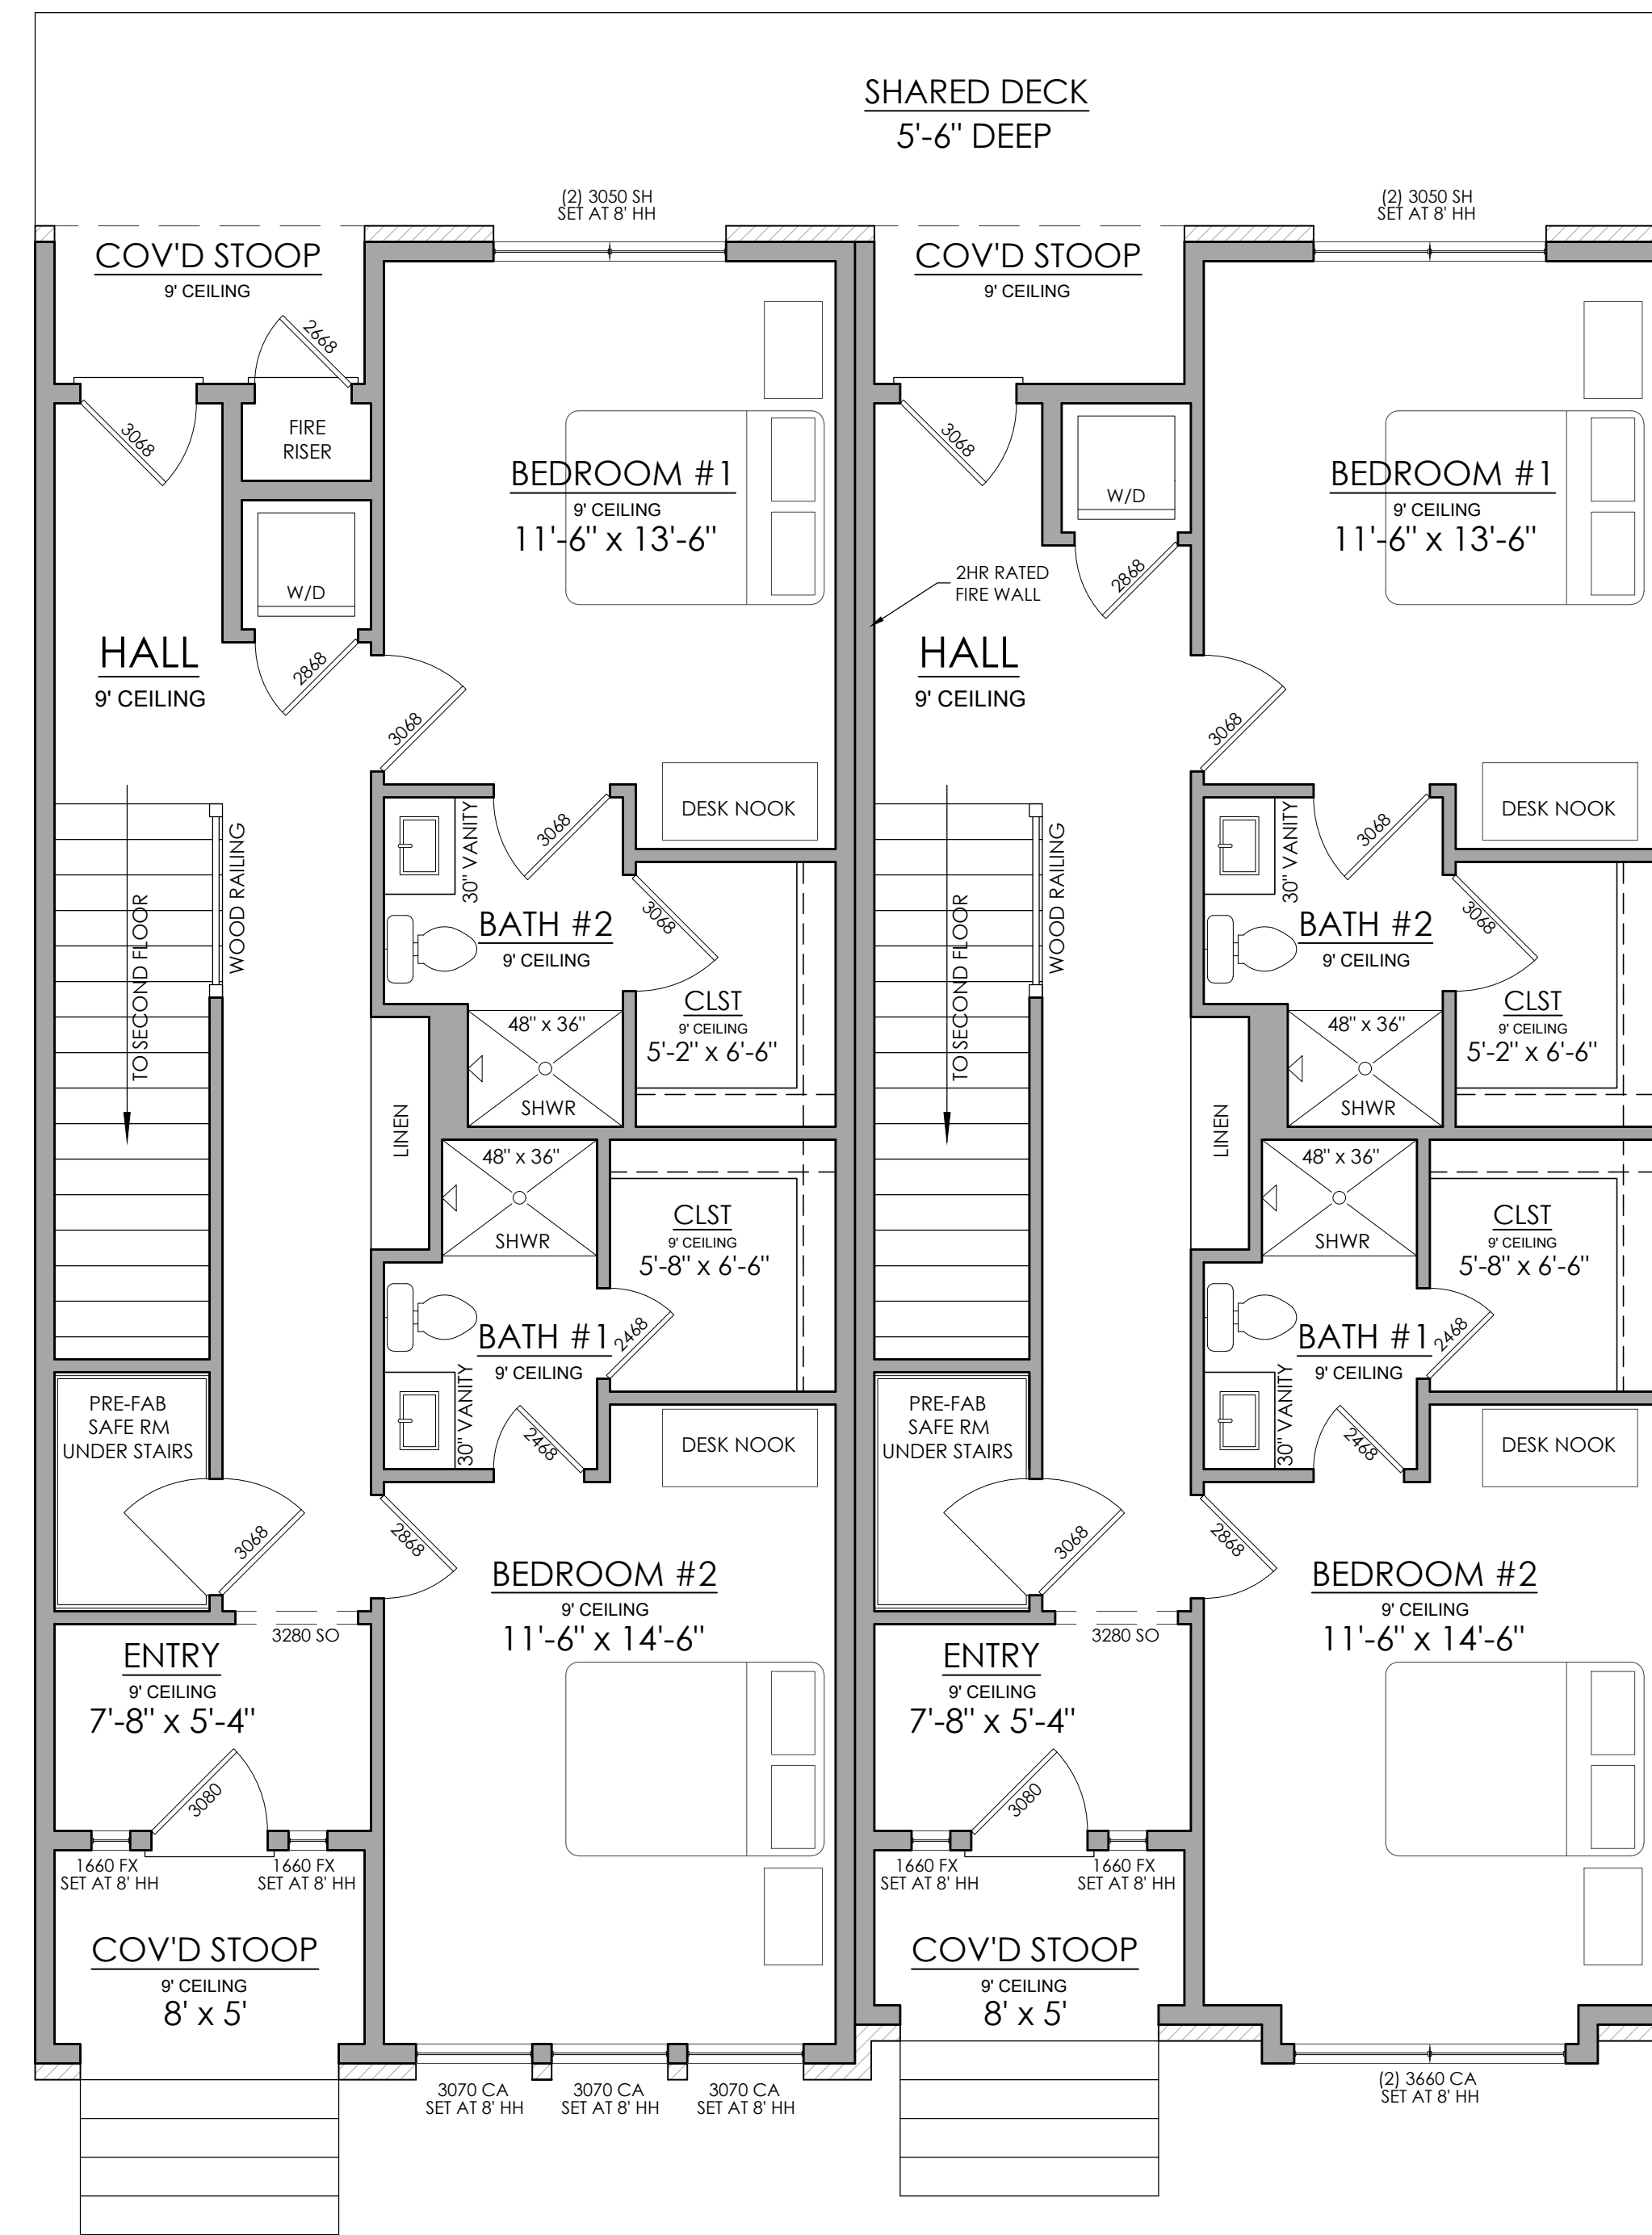 SHARED DECK
5'-6" DEEP
(2) 3050 SH
SET AT 8' HH
(2) 3050 SH
SET AT 8' HH
COV'D STOOP
9' CEILING
COV'D STOOP
9' CEILING
2668
3068
FIRE
RISER
BEDROOM #1
9' CEILING
11'-6" x 13'-6"
3068
W/D
BEDROOM #1
9' CEILING
11'-6" x 13'-6"
W/D
2HR RATED
FIRE WALL
2868
HALL
9' CEILING
2868
3068
HALL
9' CEILING
3068
DESK NOOK
DESK NOOK
30" VANITY
3068
30" VANITY
3068
WOOD RAILING
WOOD RAILING
TO SECOND FLOOR
TO SECOND FLOOR
BATH #2
9' CEILING
3068
BATH #2
9' CEILING
3068
CLST
9' CEILING
5'-2" x 6'-6"
CLST
9' CEILING
5'-2" x 6'-6"
48" x 36"
SHWR
48" x 36"
SHWR
LINEN
LINEN
48" x 36"
SHWR
48" x 36"
SHWR
CLST
9' CEILING
5'-8" x 6'-6"
CLST
9' CEILING
5'-8" x 6'-6"
BATH #1
9' CEILING
2468
BATH #1
9' CEILING
2468
PRE-FAB
SAFE RM
UNDER STAIRS
30" VANITY
2468
DESK NOOK
PRE-FAB
SAFE RM
UNDER STAIRS
30" VANITY
2468
DESK NOOK
3068
2868
3068
2868
BEDROOM #2
9' CEILING
11'-6" x 14'-6"
BEDROOM #2
9' CEILING
11'-6" x 14'-6"
3280 SO
3280 SO
ENTRY
9' CEILING
7'-8" x 5'-4"
ENTRY
9' CEILING
7'-8" x 5'-4"
3080
3080
1660 FX
SET AT 8' HH
1660 FX
SET AT 8' HH
1660 FX
SET AT 8' HH
1660 FX
SET AT 8' HH
COV'D STOOP
9' CEILING
8' x 5'
COV'D STOOP
9' CEILING
8' x 5'
3070 CA
SET AT 8' HH
3070 CA
SET AT 8' HH
3070 CA
SET AT 8' HH
(2) 3660 CA
SET AT 8' HH